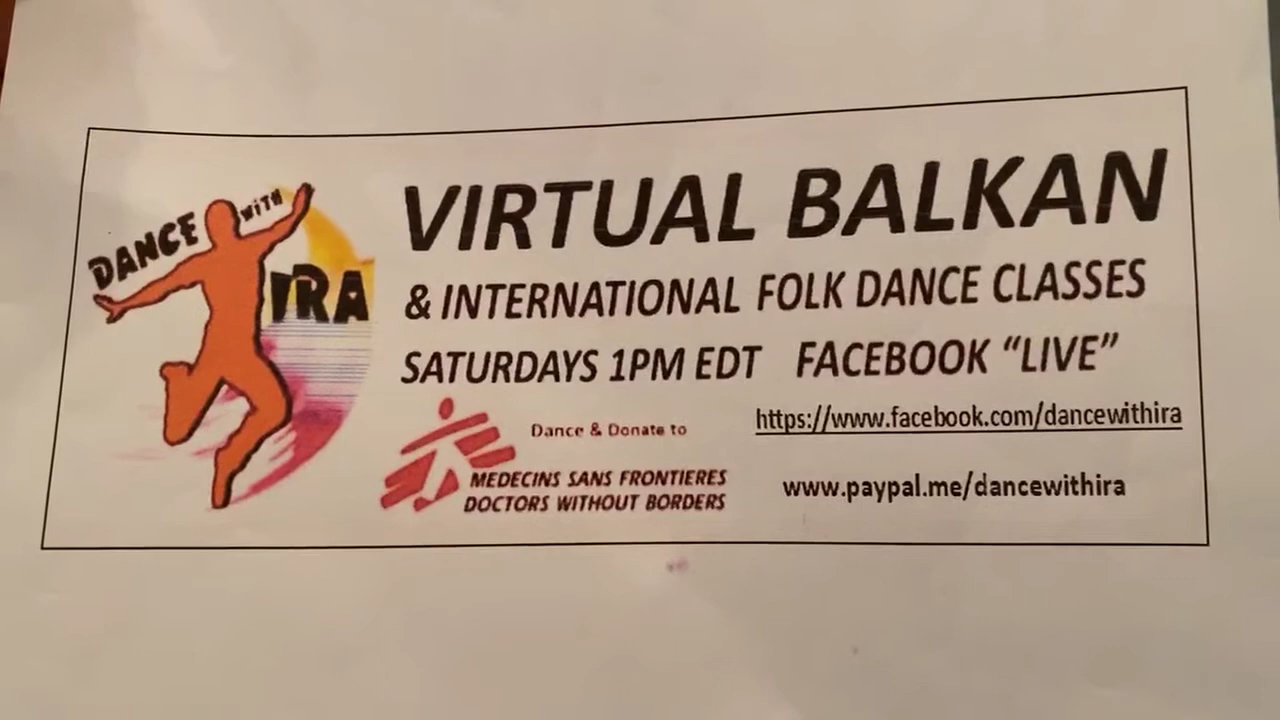 DANCE WITH
IRA
VIRTUAL BALKAN
& INTERNATIONAL FOLK DANCE CLASSES
SATURDAYS 1PM EDT FACEBOOK “LIVE”
Dance & Donate to
MEDECINS SANS FRONTIERES
DOCTORS WITHOUT BORDERS
https://www.facebook.com/dancewithira
www.paypal.me/dancewithira